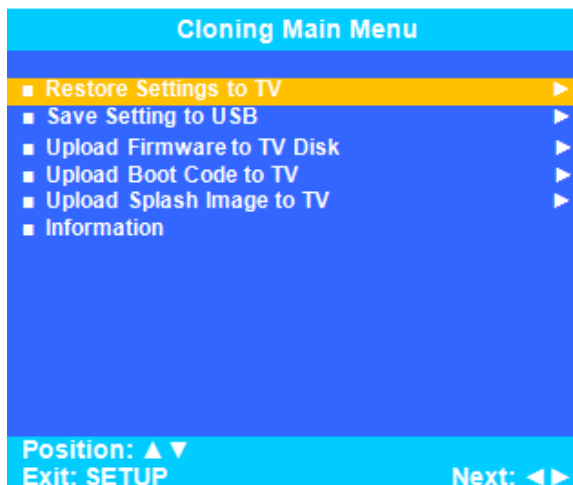 Cloning Main Menu
■ Restore Settings to TV ▶
■ Save Setting to USB ▶
■ Upload Firmware to TV Disk ▶
■ Upload Boot Code to TV ▶
■ Upload Splash Image to TV ▶
■ Information
Position: ▲▼
Exit: SETUP Next: ◀▶